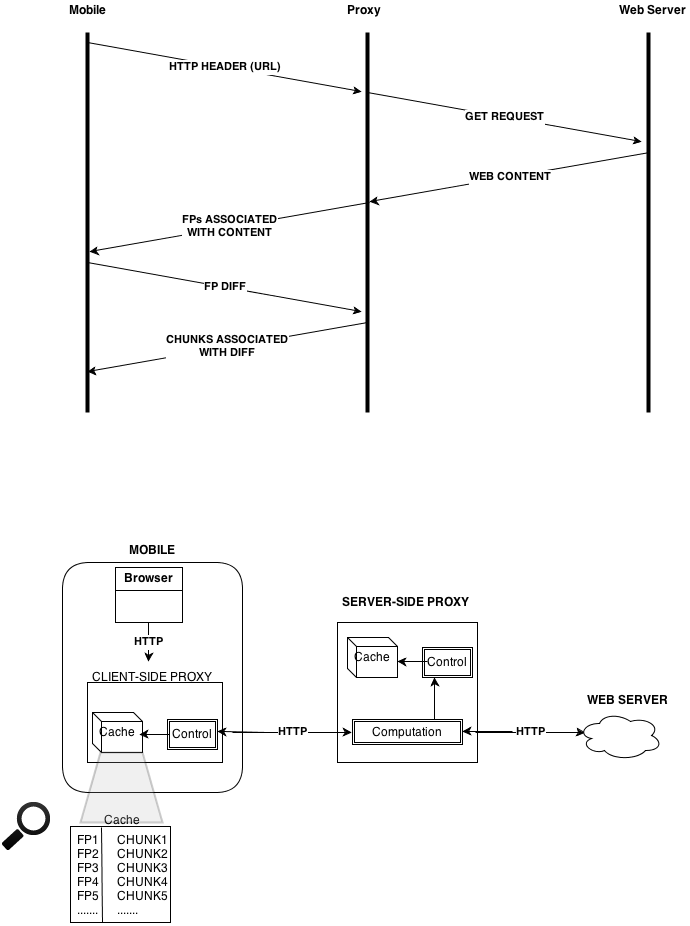 Mobile
Proxy
Web Server
HTTP HEADER (URL)
GET REQUEST
WEB CONTENT
FPs ASSOCIATED
WITH CONTENT
FP DIFF
CHUNKS ASSOCIATED
WITH DIFF
MOBILE
Browser
HTTP
CLIENT-SIDE PROXY
Cache
Control
HTTP
SERVER-SIDE PROXY
Cache
Control
Computation
HTTP
WEB SERVER
Cache
FP1 CHUNK1
FP2 CHUNK2
FP3 CHUNK3
FP4 CHUNK4
FP5 CHUNK5
....... .......